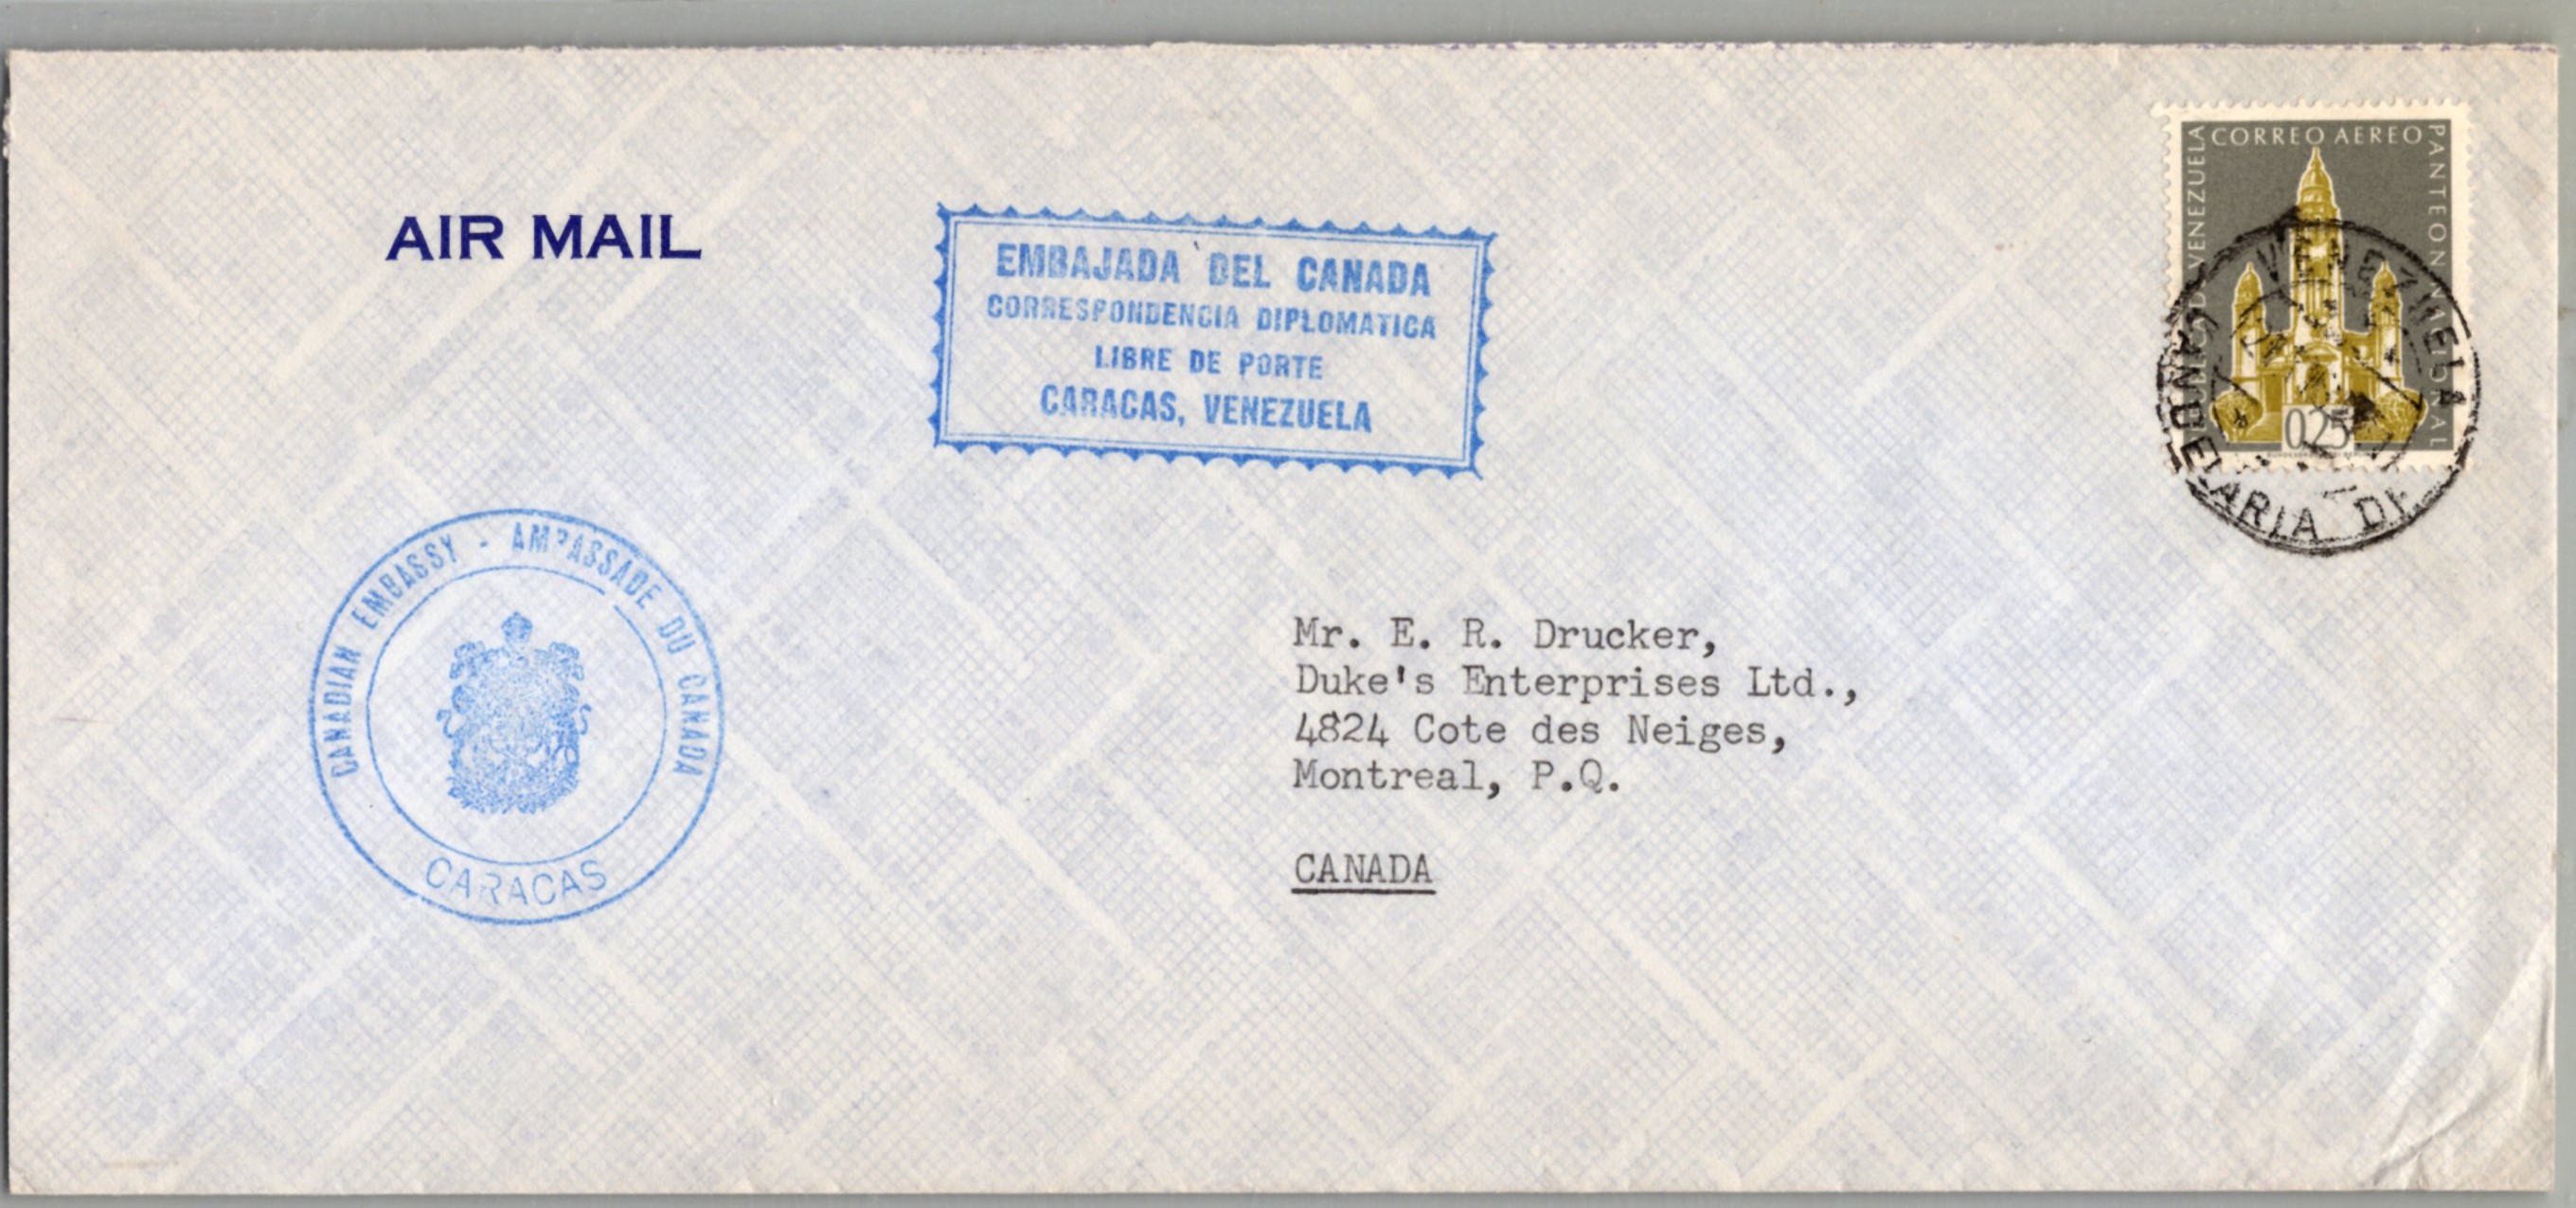 AIR MAIL
EMBAJADA DEL CANADA
CORRESPONDENCIA DIPLOMATICA
LIBRE DE PORTE
CARACAS, VENEZUELA
CORREO AEREO
VENEZUELA
PANTEON NACIONAL
0,25
VENEZUELA
CANDELARIA
CANADIAN EMBASSY - AMBASSADE DU CANADA
CARACAS
Mr. E. R. Drucker,
Duke's Enterprises Ltd.,
4824 Cote des Neiges,
Montreal, P.Q.
CANADA